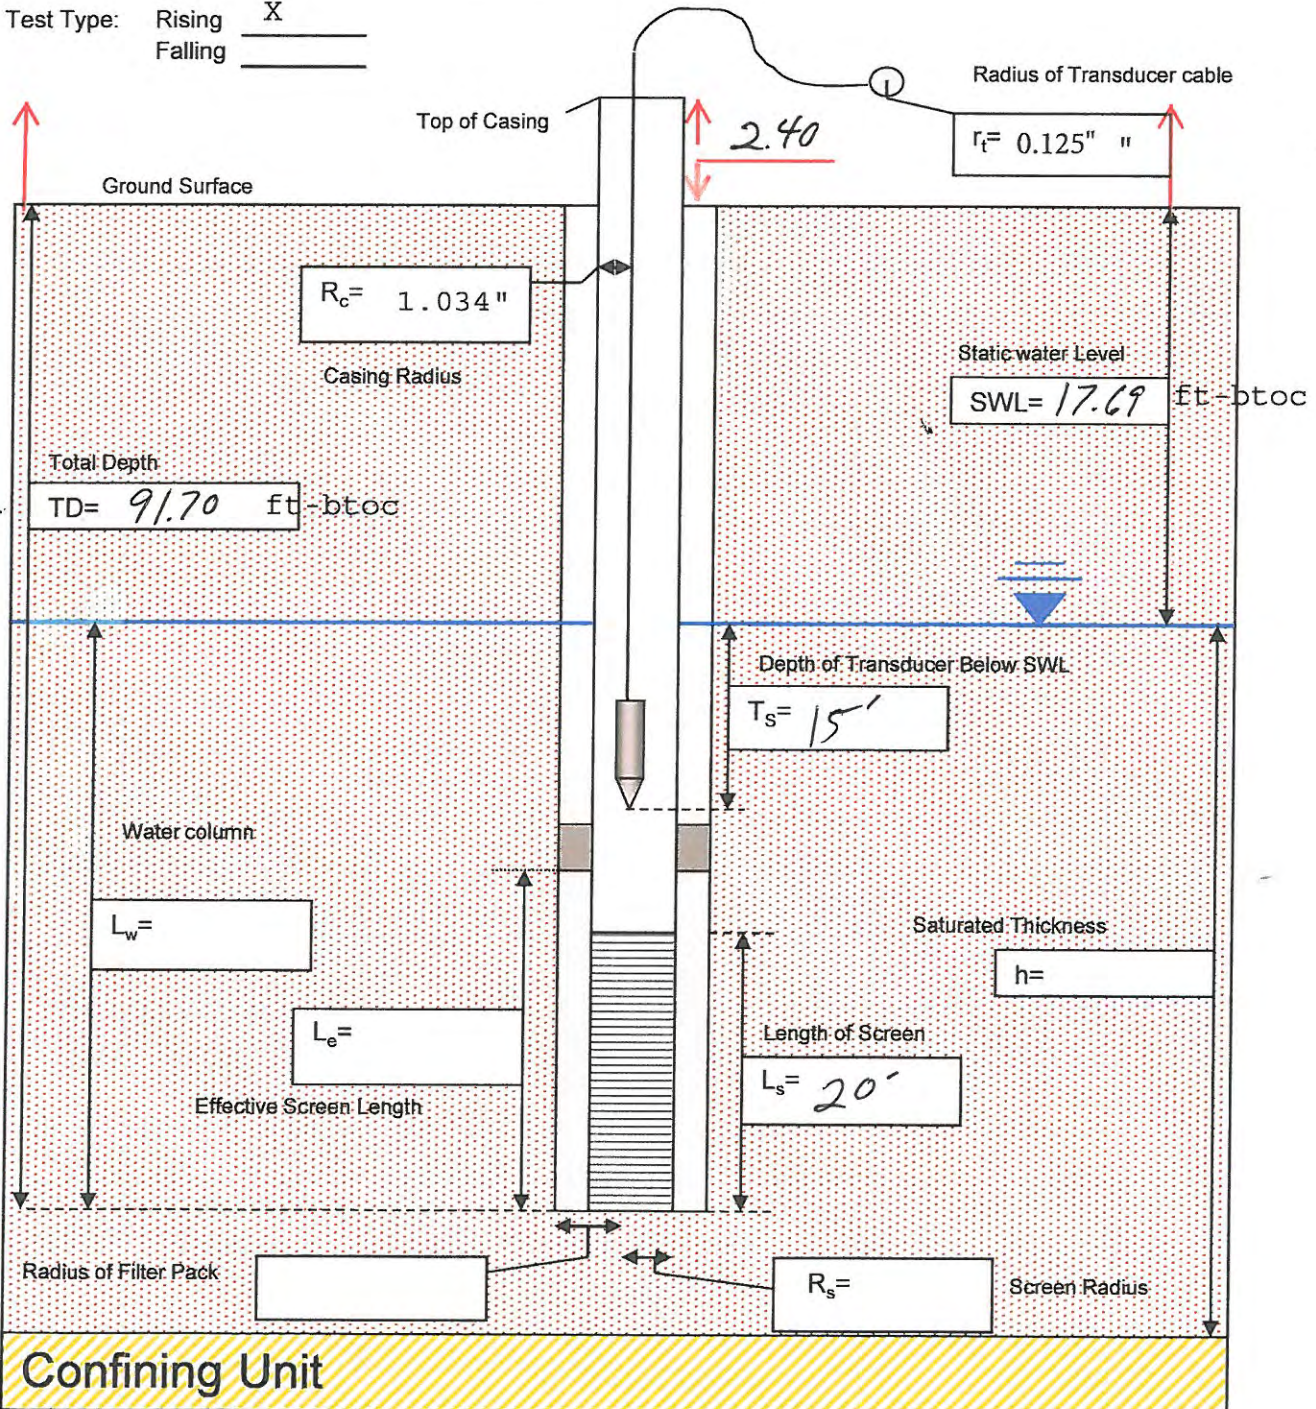 Test Type: Rising X
Falling
Radius of Transducer cable
Top of Casing
2.40
rt= 0.125" "
Ground Surface
Rc= 1.034"
Casing Radius
Static water Level
SWL= 17.69 ft-btoc
Total Depth
TD= 91.70 ft-btoc
Depth of Transducer Below SWL
TS= 15'
Water column
Lw=
Saturated Thickness
h=
Le=
Length of Screen
Ls= 20'
Effective Screen Length
Radius of Filter Pack
Rs=
Screen Radius
Confining Unit